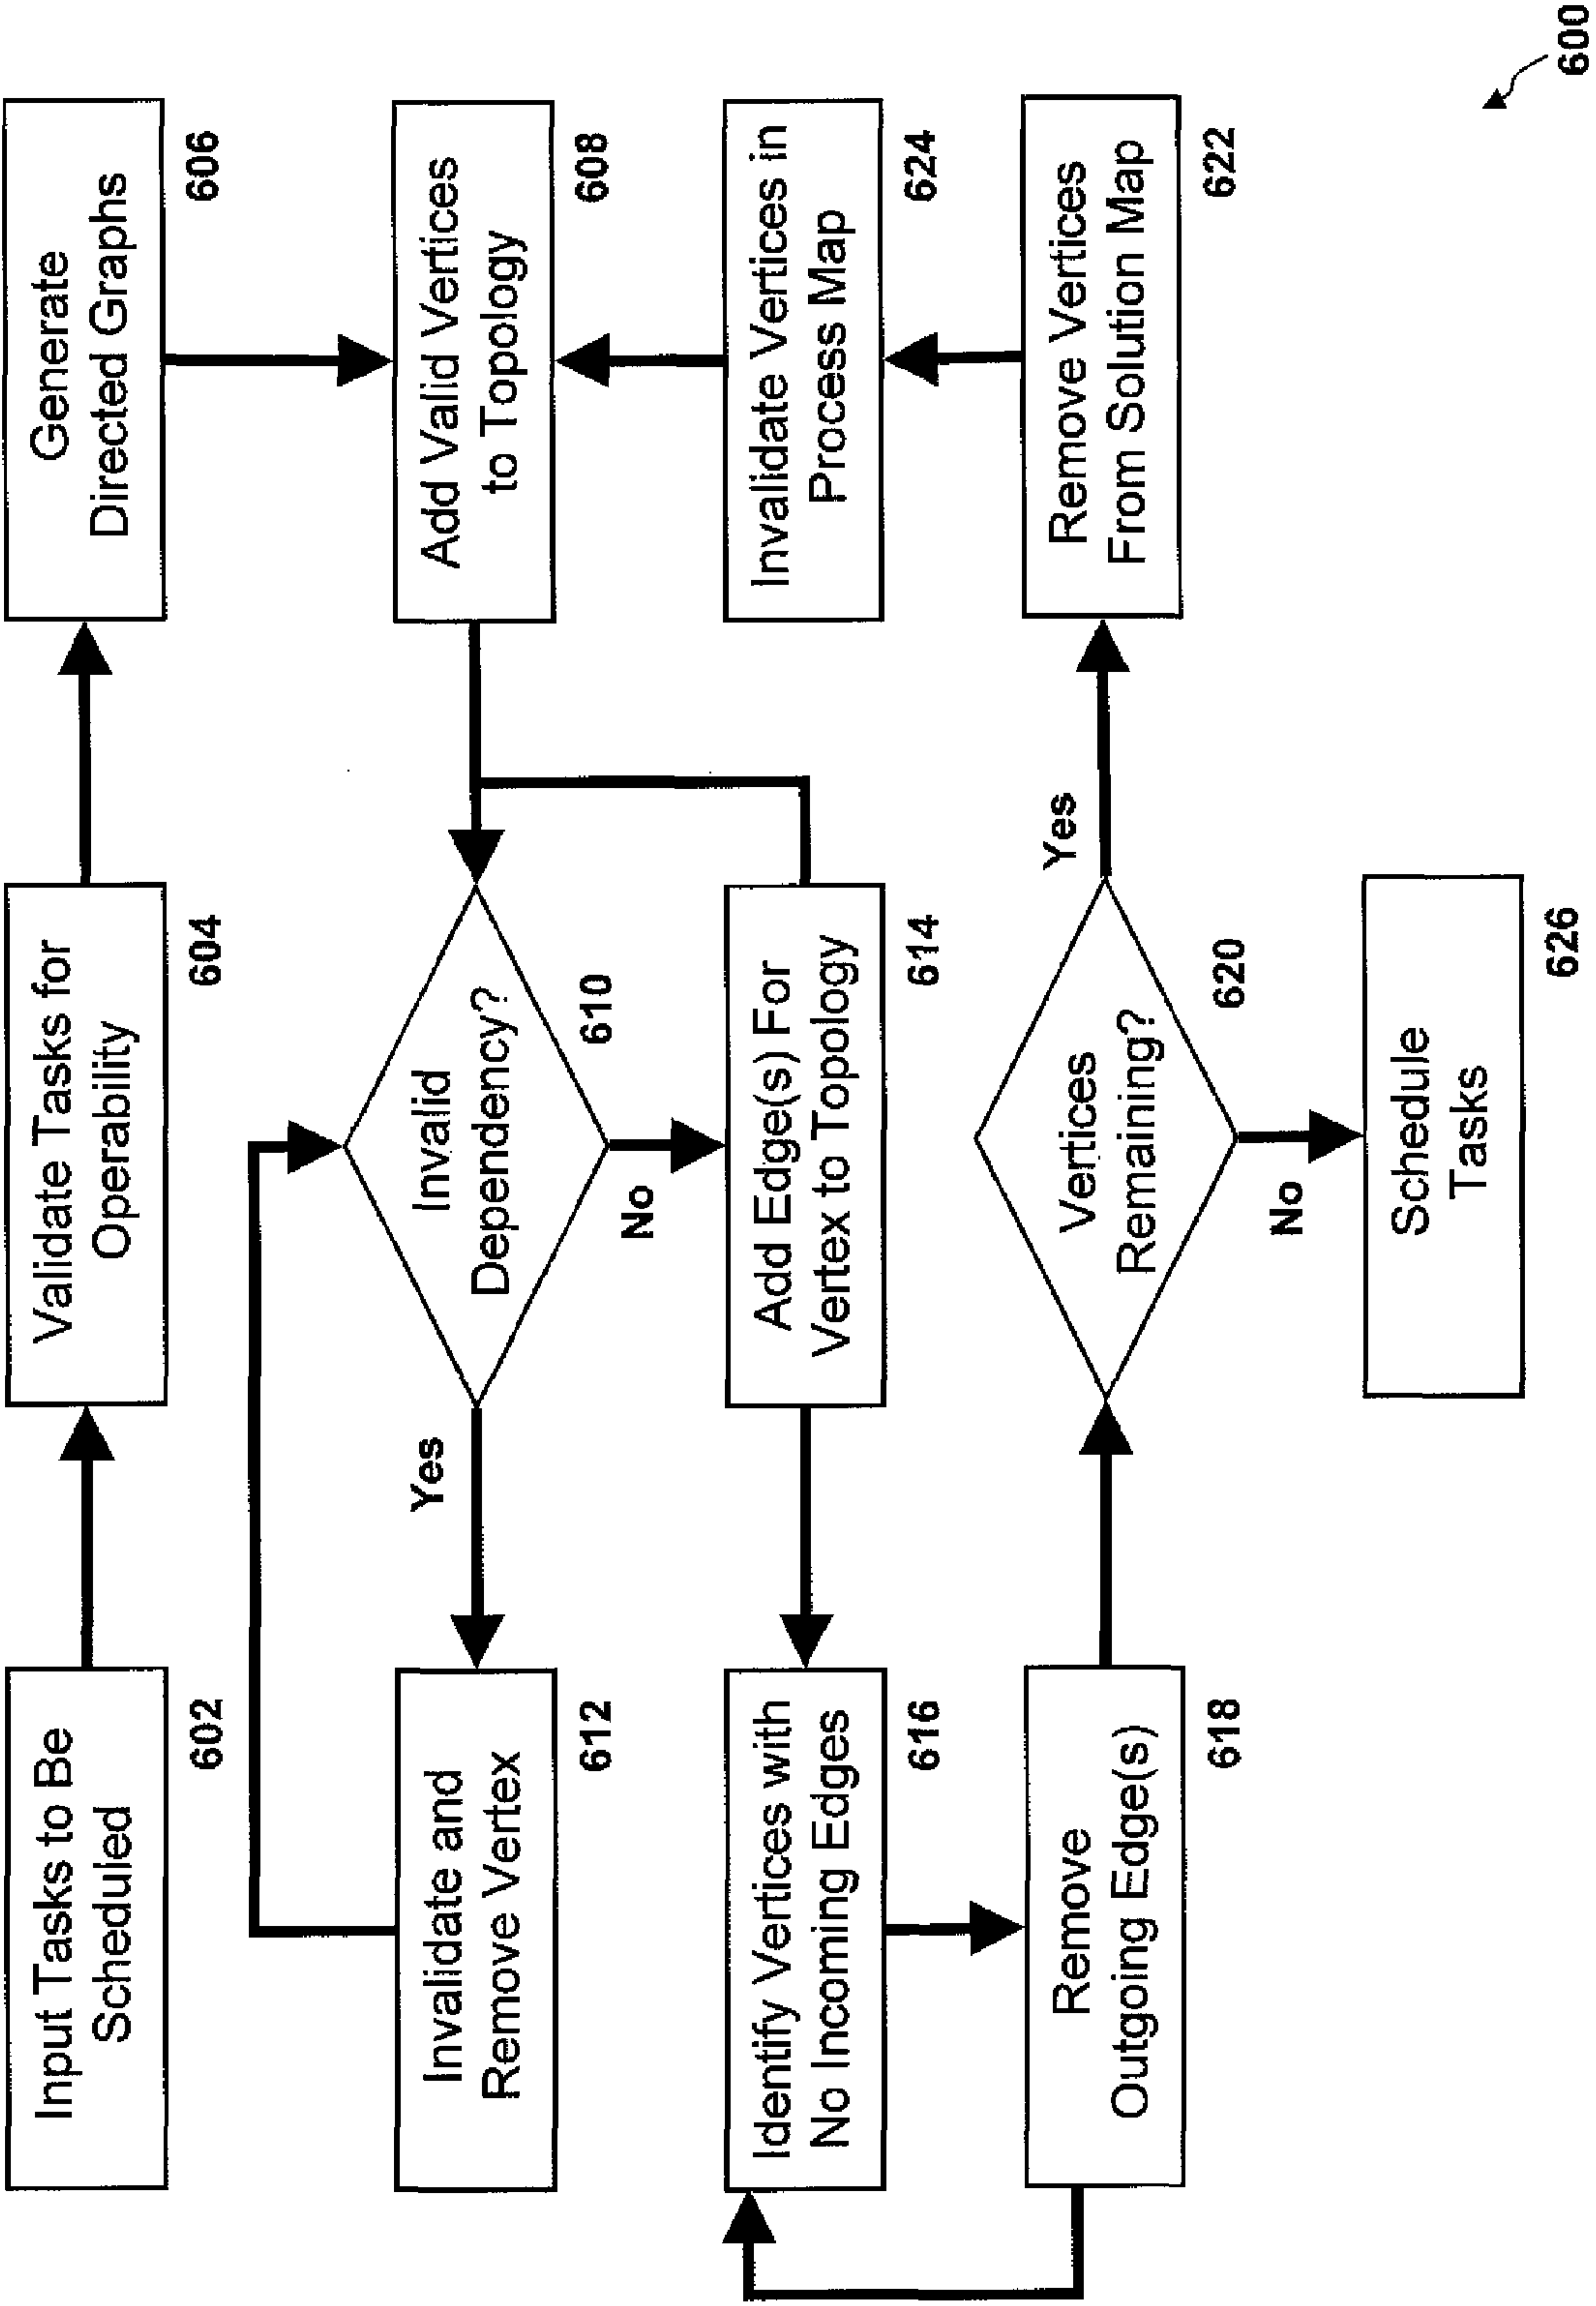 Input Tasks to Be
Scheduled
602
Validate Tasks for
Operability
604
Generate
Directed Graphs
606
Invalidate and
Remove Vertex
612
Yes
Invalid
Dependency?
610
No
Add Valid Vertices
to Topology
608
Identify Vertices with
No Incoming Edges
616
Add Edge(s) For
Vertex to Topology
614
Invalidate Vertices in
Process Map
624
Remove
Outgoing Edge(s)
618
Vertices
Remaining?
620
Yes
No
Remove Vertices
From Solution Map
622
Schedule
Tasks
626
600